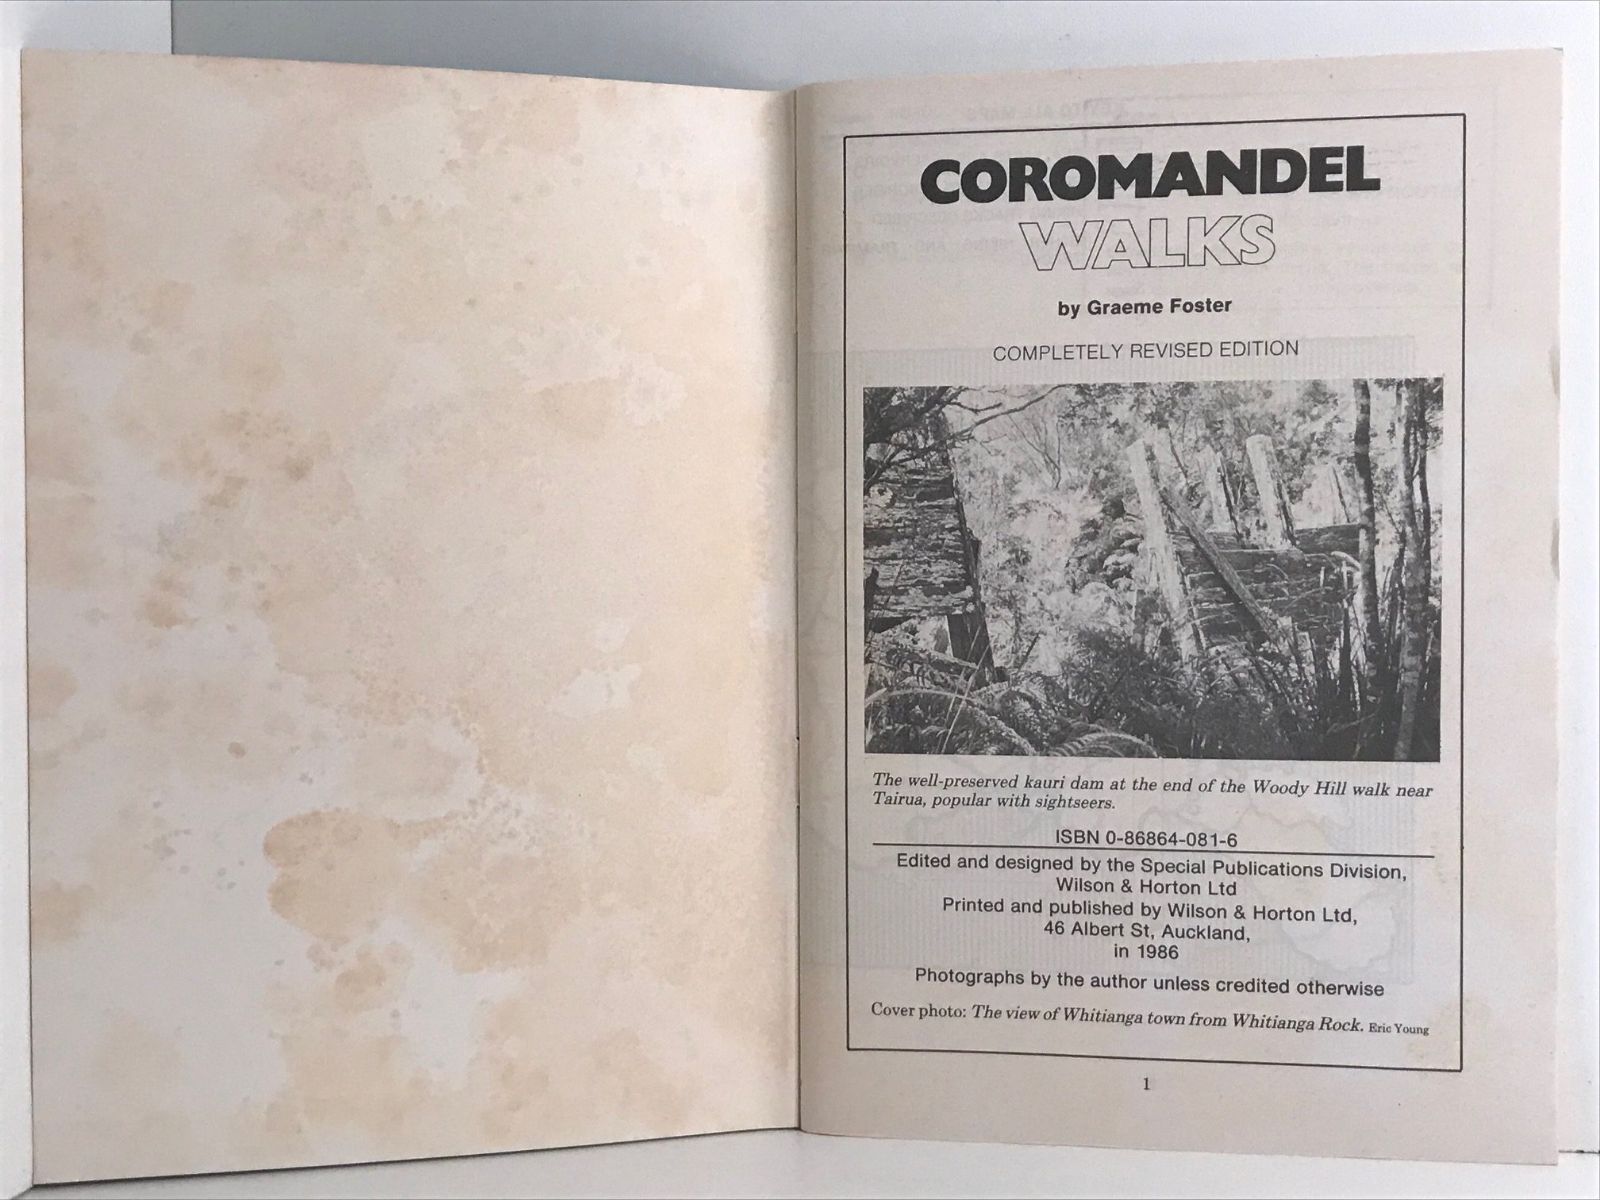 COROMANDEL
WALKS
by Graeme Foster
COMPLETELY REVISED EDITION
The well-preserved kauri dam at the end of the Woody Hill walk near
Tairua, popular with sightseers.
ISBN 0-86864-081-6
Edited and designed by the Special Publications Division,
Wilson & Horton Ltd
Printed and published by Wilson & Horton Ltd,
46 Albert St, Auckland,
in 1986
Photographs by the author unless credited otherwise
Cover photo: The view of Whitianga town from Whitianga Rock. Eric Young
1